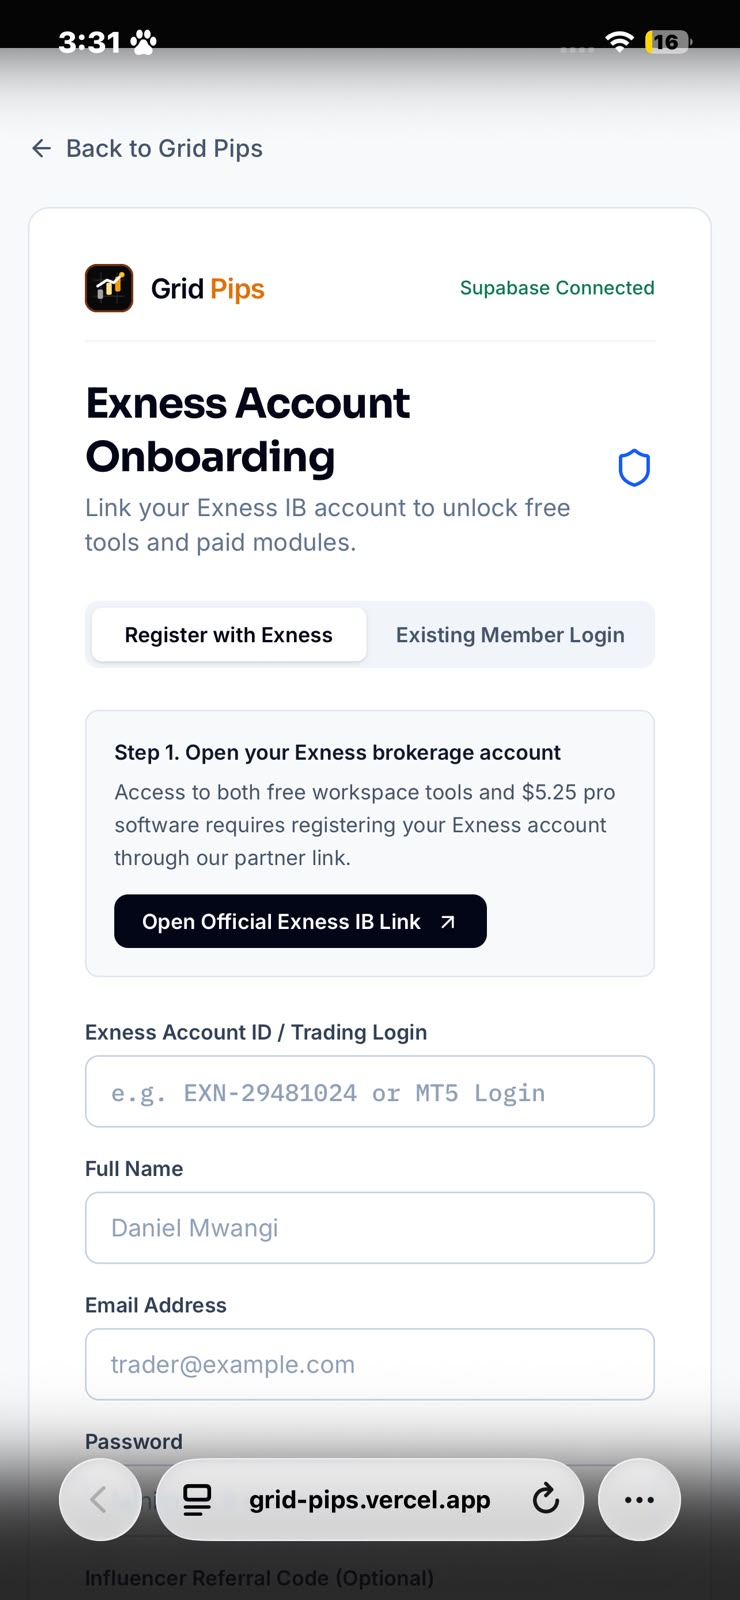 3:31
16
Back to Grid Pips
Grid Pips
Supabase Connected
Exness Account
Onboarding
Link your Exness IB account to unlock free
tools and paid modules.
Register with Exness
Existing Member Login
Step 1. Open your Exness brokerage account
Access to both free workspace tools and $5.25 pro
software requires registering your Exness account
through our partner link.
Open Official Exness IB Link
Exness Account ID / Trading Login
e.g. EXN-29481024 or MT5 Login
Full Name
Daniel Mwangi
Email Address
trader@example.com
Password
grid-pips.vercel.app
Influencer Referral Code (Optional)